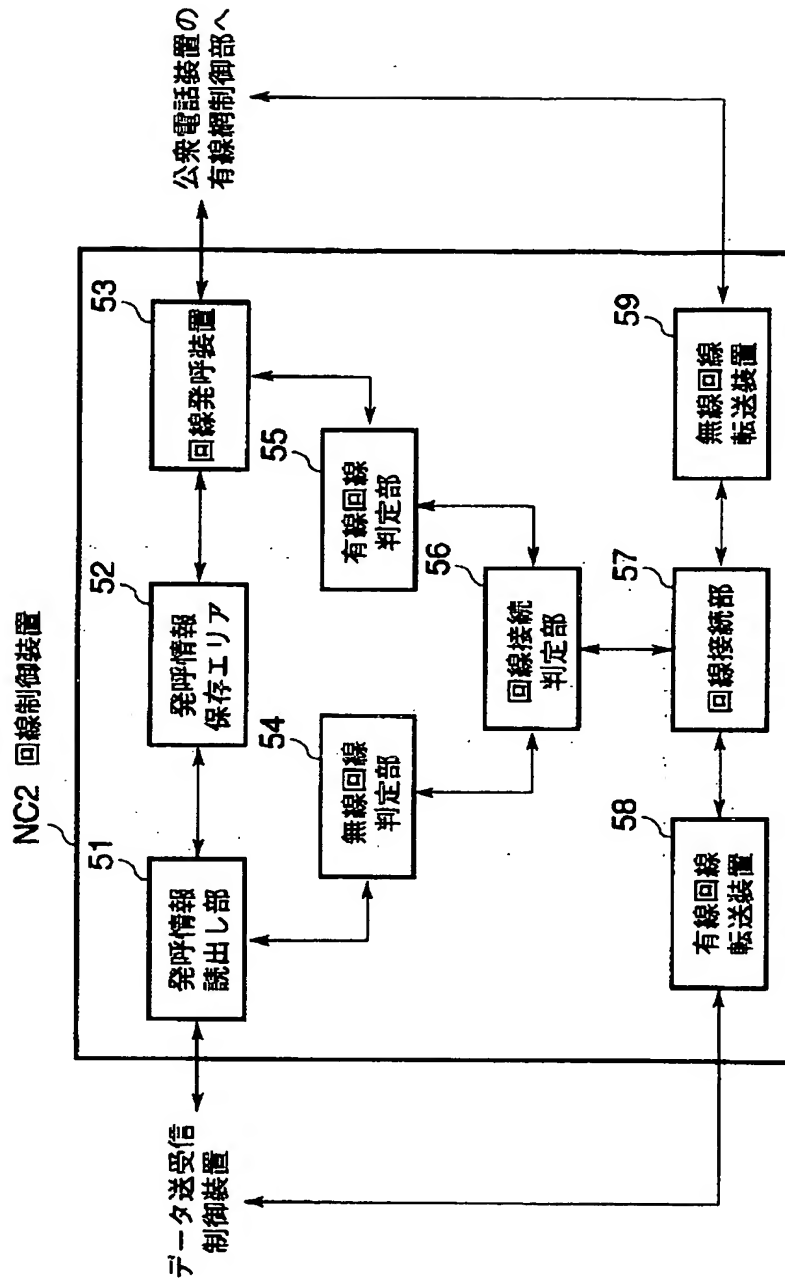 NC2 回線制御装置
データ送受信
制御装置
51
発呼情報
読出し部
52
発呼情報
保存エリア
53
回線発呼装置
公衆電話装置の
有線網制御部へ
54
無線回線
判定部
55
有線回線
判定部
56
回線接続
判定部
58
有線回線
転送装置
57
回線接続部
59
無線回線
転送装置